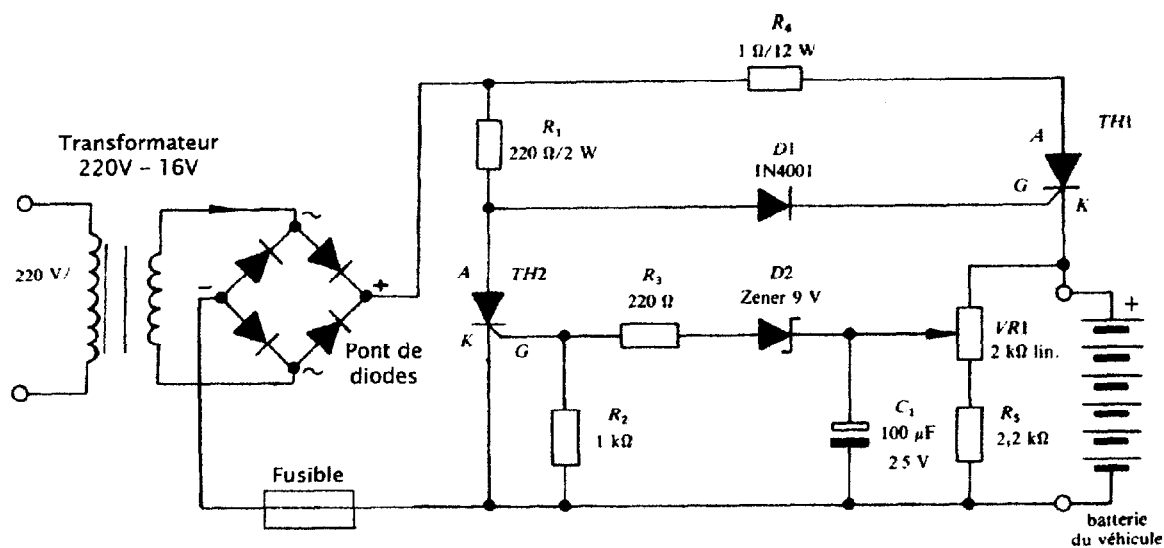 R₄
1 Ω/12 W
TH1
A
G
K
Transformateur
220V – 16V
R₁
220 Ω/2 W
D1
1N4001
220 V/
~
–
+
~
Pont de
diodes
A
TH2
K
G
R₃
220 Ω
D2
Zener 9 V
VR1
2 kΩ lin.
+
R₂
1 kΩ
C₁
100 µF
25 V
R₅
2,2 kΩ
Fusible
batterie
du véhicule